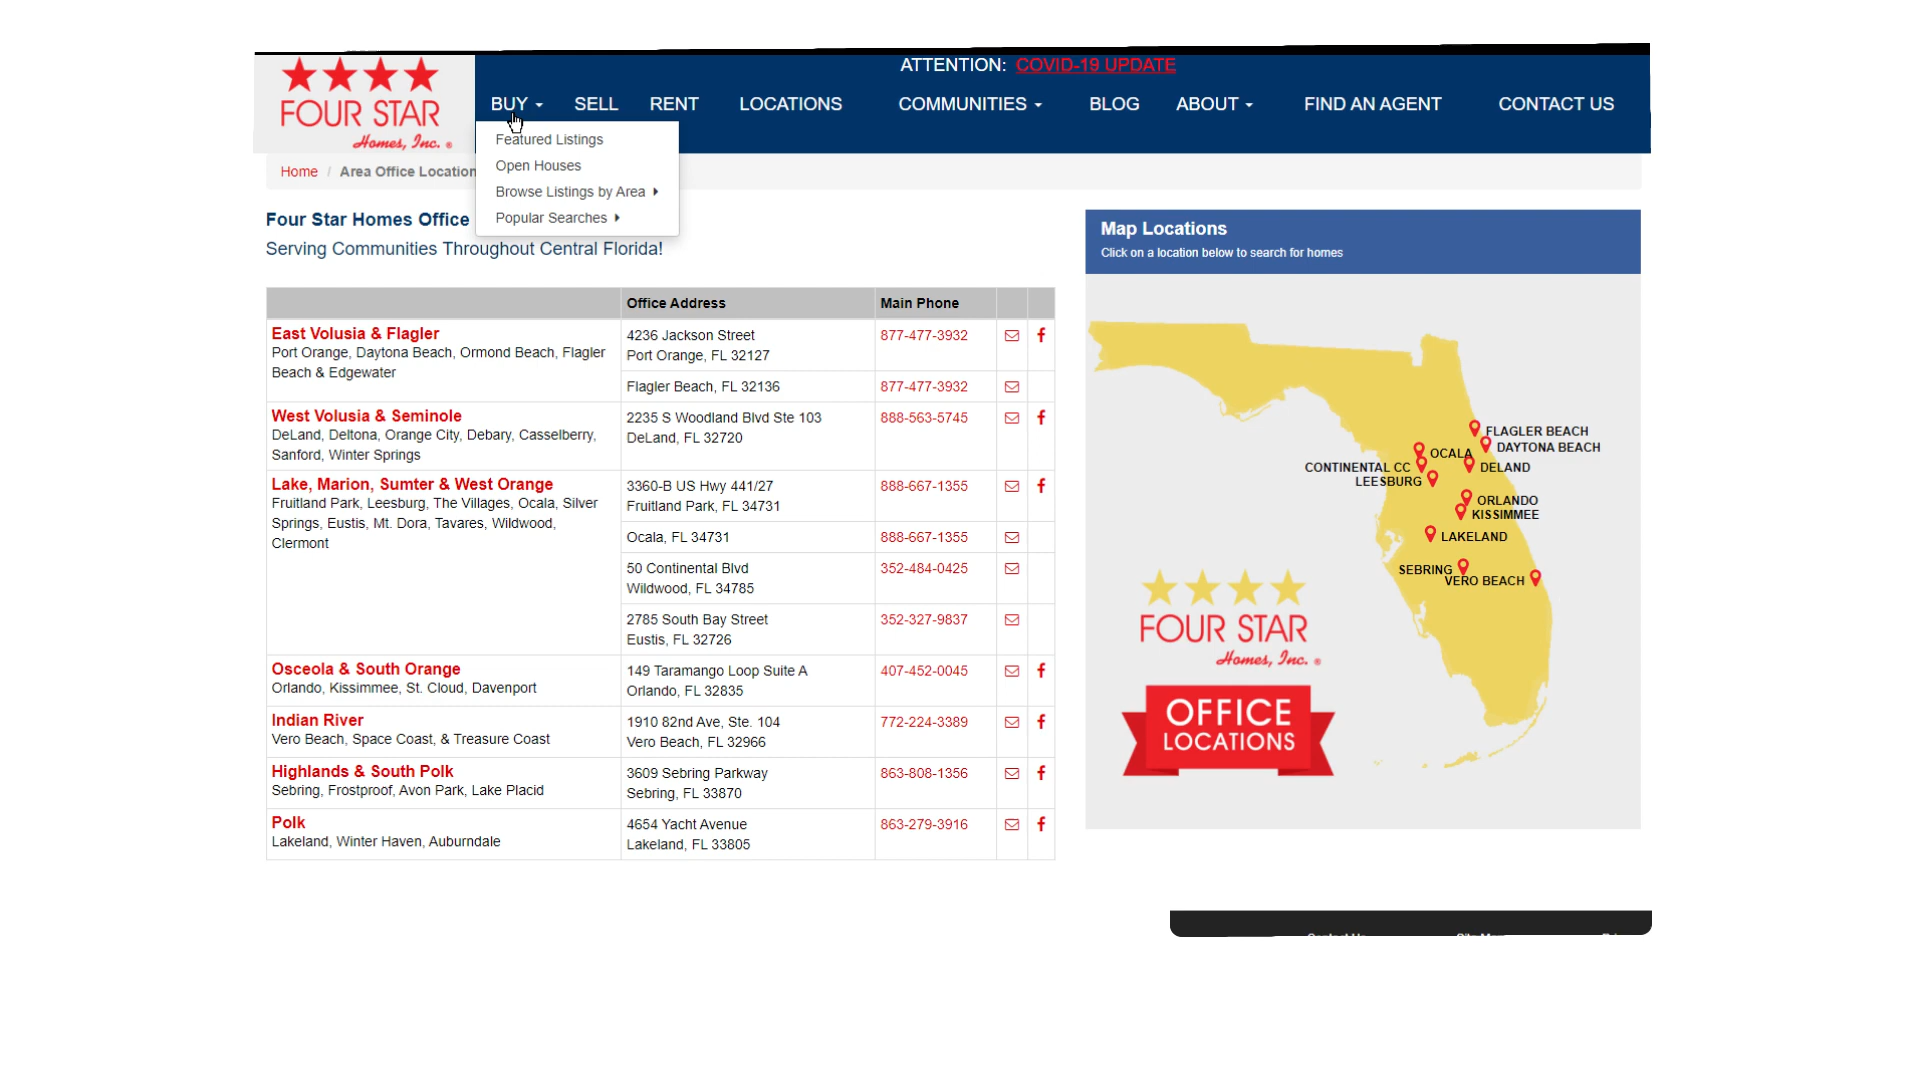 ATTENTION: COVID-19 UPDATE
FOUR STAR
Homes, Inc. ®
BUY SELL RENT LOCATIONS COMMUNITIES BLOG ABOUT FIND AN AGENT CONTACT US
Featured Listings
Open Houses
Browse Listings by Area
Popular Searches
Home / Area Office Location
Four Star Homes Office
Serving Communities Throughout Central Florida!
Office Address Main Phone
East Volusia & Flagler
Port Orange, Daytona Beach, Ormond Beach, Flagler
Beach & Edgewater
4236 Jackson Street
Port Orange, FL 32127
877-477-3932
Flagler Beach, FL 32136
877-477-3932
West Volusia & Seminole
DeLand, Deltona, Orange City, Debary, Casselberry,
Sanford, Winter Springs
2235 S Woodland Blvd Ste 103
DeLand, FL 32720
888-563-5745
Lake, Marion, Sumter & West Orange
Fruitland Park, Leesburg, The Villages, Ocala, Silver
Springs, Eustis, Mt. Dora, Tavares, Wildwood,
Clermont
3360-B US Hwy 441/27
Fruitland Park, FL 34731
888-667-1355
Ocala, FL 34731
888-667-1355
50 Continental Blvd
Wildwood, FL 34785
352-484-0425
2785 South Bay Street
Eustis, FL 32726
352-327-9837
Osceola & South Orange
Orlando, Kissimmee, St. Cloud, Davenport
149 Taramango Loop Suite A
Orlando, FL 32835
407-452-0045
Indian River
Vero Beach, Space Coast, & Treasure Coast
1910 82nd Ave, Ste. 104
Vero Beach, FL 32966
772-224-3389
Highlands & South Polk
Sebring, Frostproof, Avon Park, Lake Placid
3609 Sebring Parkway
Sebring, FL 33870
863-808-1356
Polk
Lakeland, Winter Haven, Auburndale
4654 Yacht Avenue
Lakeland, FL 33805
863-279-3916
Map Locations
Click on a location below to search for homes
FLAGLER BEACH
DAYTONA BEACH
OCALA
CONTINENTAL CC
DELAND
LEESBURG
ORLANDO
KISSIMMEE
LAKELAND
SEBRING
VERO BEACH
FOUR STAR
Homes, Inc. ®
OFFICE
LOCATIONS